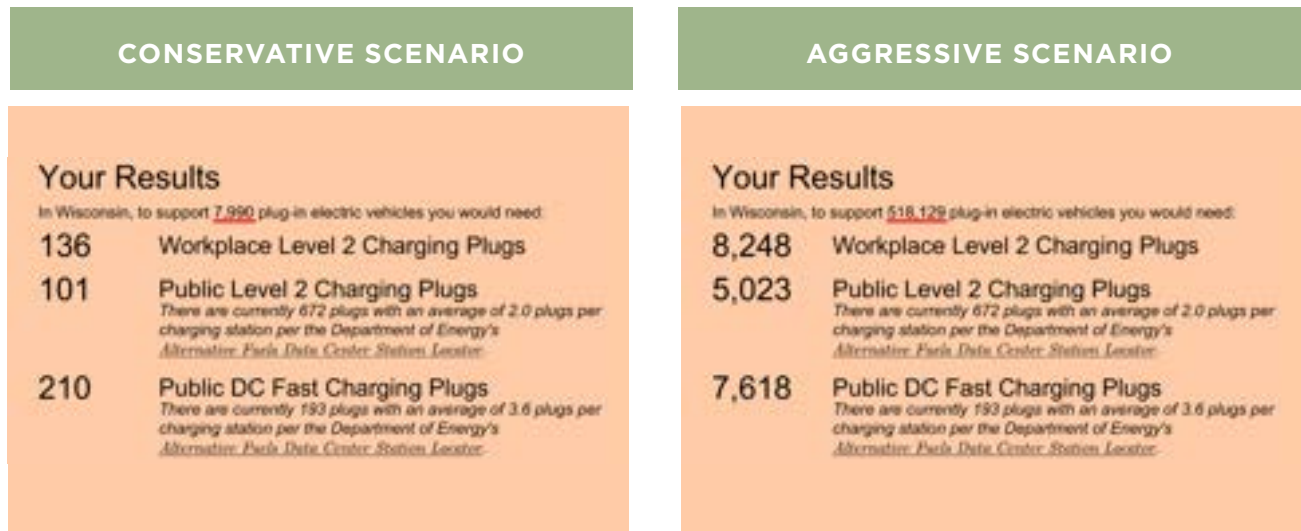 CONSERVATIVE SCENARIO
Your Results
In Wisconsin, to support 7,990 plug-in electric vehicles you would need:
136 Workplace Level 2 Charging Plugs
101 Public Level 2 Charging Plugs
There are currently 672 plugs with an average of 2.0 plugs per
charging station per the Department of Energy's
Alternative Fuels Data Center Station Locator.
210 Public DC Fast Charging Plugs
There are currently 193 plugs with an average of 3.6 plugs per
charging station per the Department of Energy's
Alternative Fuels Data Center Station Locator.
AGGRESSIVE SCENARIO
Your Results
In Wisconsin, to support 518,129 plug-in electric vehicles you would need:
8,248 Workplace Level 2 Charging Plugs
5,023 Public Level 2 Charging Plugs
There are currently 672 plugs with an average of 2.0 plugs per
charging station per the Department of Energy's
Alternative Fuels Data Center Station Locator.
7,618 Public DC Fast Charging Plugs
There are currently 193 plugs with an average of 3.6 plugs per
charging station per the Department of Energy's
Alternative Fuels Data Center Station Locator.